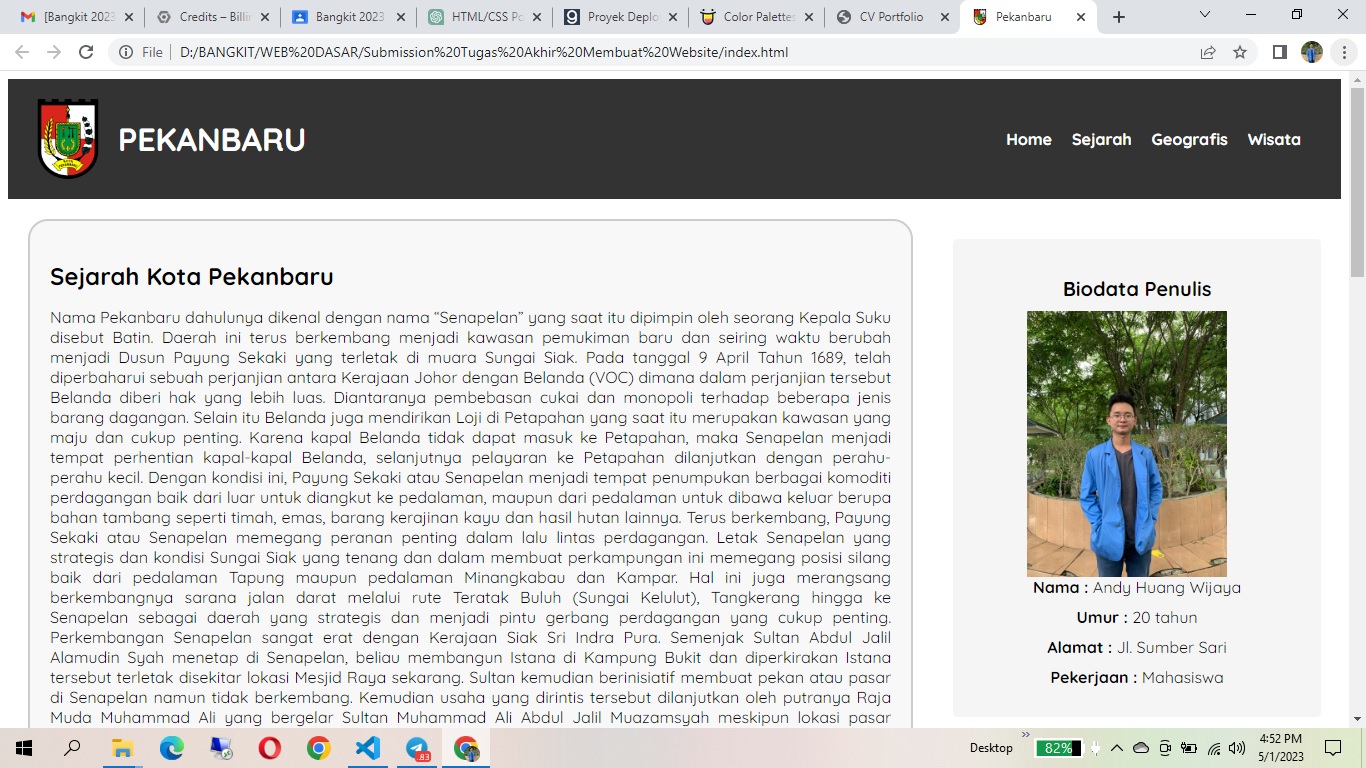 [Bangkit 2023
Credits – Billin
Bangkit 2023
HTML/CSS Po
Proyek Deplo
Color Palettes
CV Portfolio
Pekanbaru
File
D:/BANGKIT/WEB%20DASAR/Submission%20Tugas%20Akhir%20Membuat%20Website/index.html
PEKANBARU
Home
Sejarah
Geografis
Wisata
Sejarah Kota Pekanbaru
Nama Pekanbaru dahulunya dikenal dengan nama “Senapelan” yang saat itu dipimpin oleh seorang Kepala Suku
disebut Batin. Daerah ini terus berkembang menjadi kawasan pemukiman baru dan seiring waktu berubah
menjadi Dusun Payung Sekaki yang terletak di muara Sungai Siak. Pada tanggal 9 April Tahun 1689, telah
diperbaharui sebuah perjanjian antara Kerajaan Johor dengan Belanda (VOC) dimana dalam perjanjian tersebut
Belanda diberi hak yang lebih luas. Diantaranya pembebasan cukai dan monopoli terhadap beberapa jenis
barang dagangan. Selain itu Belanda juga mendirikan Loji di Petapahan yang saat itu merupakan kawasan yang
maju dan cukup penting. Karena kapal Belanda tidak dapat masuk ke Petapahan, maka Senapelan menjadi
tempat perhentian kapal-kapal Belanda, selanjutnya pelayaran ke Petapahan dilanjutkan dengan perahu-
perahu kecil. Dengan kondisi ini, Payung Sekaki atau Senapelan menjadi tempat penumpukan berbagai komoditi
perdagangan baik dari luar untuk diangkut ke pedalaman, maupun dari pedalaman untuk dibawa keluar berupa
bahan tambang seperti timah, emas, barang kerajinan kayu dan hasil hutan lainnya. Terus berkembang, Payung
Sekaki atau Senapelan memegang peranan penting dalam lalu lintas perdagangan. Letak Senapelan yang
strategis dan kondisi Sungai Siak yang tenang dan dalam membuat perkampungan ini memegang posisi silang
baik dari pedalaman Tapung maupun pedalaman Minangkabau dan Kampar. Hal ini juga merangsang
berkembangnya sarana jalan darat melalui rute Teratak Buluh (Sungai Kelulut), Tangkerang hingga ke
Senapelan sebagai daerah yang strategis dan menjadi pintu gerbang perdagangan yang cukup penting.
Perkembangan Senapelan sangat erat dengan Kerajaan Siak Sri Indra Pura. Semenjak Sultan Abdul Jalil
Alamudin Syah menetap di Senapelan, beliau membangun Istana di Kampung Bukit dan diperkirakan Istana
tersebut terletak disekitar lokasi Mesjid Raya sekarang. Sultan kemudian berinisiatif membuat pekan atau pasar
di Senapelan namun tidak berkembang. Kemudian usaha yang dirintis tersebut dilanjutkan oleh putranya Raja
Muda Muhammad Ali yang bergelar Sultan Muhammad Ali Abdul Jalil Muazamsyah meskipun lokasi pasar
Biodata Penulis
Nama : Andy Huang Wijaya
Umur : 20 tahun
Alamat : Jl. Sumber Sari
Pekerjaan : Mahasiswa
83
Desktop
82%
4:52 PM
5/1/2023